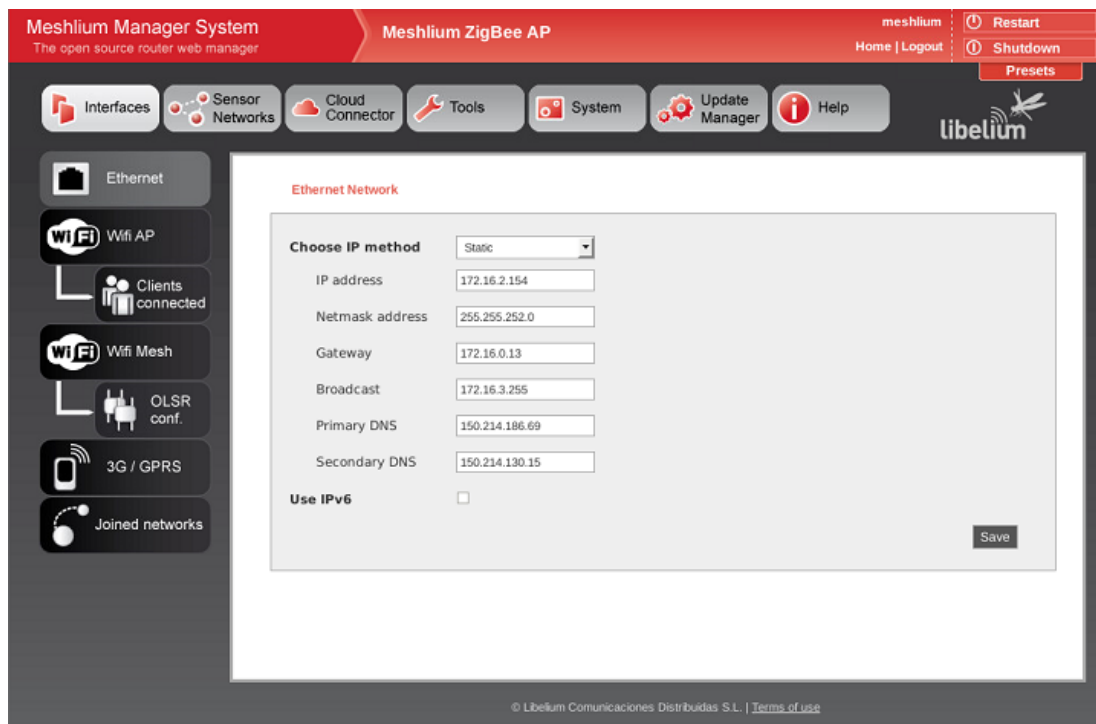 Meshlium Manager System
The open source router web manager
Meshlium ZigBee AP
meshlium
Home | Logout
Restart
Shutdown
Presets
Interfaces
Sensor
Networks
Cloud
Connector
Tools
System
Update
Manager
Help
libelium
Ethernet
Wifi AP
Clients
connected
Wifi Mesh
OLSR
conf.
3G / GPRS
Joined networks
WiFi
WiFi
Ethernet Network
Choose IP method Static
IP address 172.16.2.154
Netmask address 255.255.252.0
Gateway 172.16.0.13
Broadcast 172.16.3.255
Primary DNS 150.214.186.69
Secondary DNS 150.214.130.15
Use IPv6
Save
© Libelium Comunicaciones Distribuidas S.L. | Terms of use